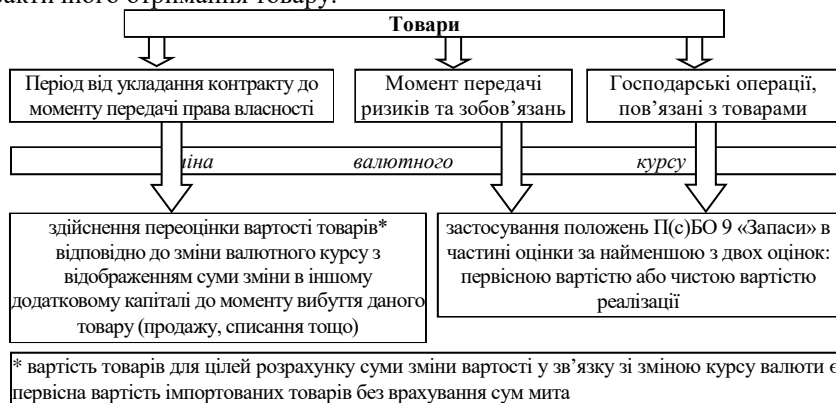 актичного отримання товару.
Товари
Період від укладання контракту до
моменту передачі права власності
Момент передачі
ризиків та зобов’язань
Господарські операції,
пов’язані з товарами
міна валютного курсу
здійснення переоцінки вартості товарів*
відповідно до зміни валютного курсу з
відображенням суми зміни в іншому
додатковому капіталі до моменту вибуття даного
товару (продажу, списання тощо)
застосування положень П(с)БО 9 «Запаси» в
частині оцінки за найменшою з двох оцінок:
первісною вартістю або чистою вартістю
реалізації
* вартість товарів для цілей розрахунку суми зміни вартості у зв’язку зі зміною курсу валюти є
первісна вартість імпортованих товарів без врахування сум мита